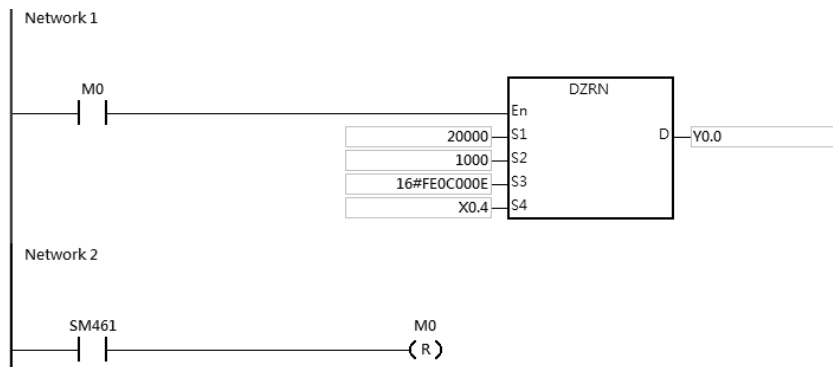 Network 1
M0
DZRN
En
20000 S1 D Y0.0
1000 S2
16#FE0C000E S3
X0.4 S4
Network 2
SM461 M0
R